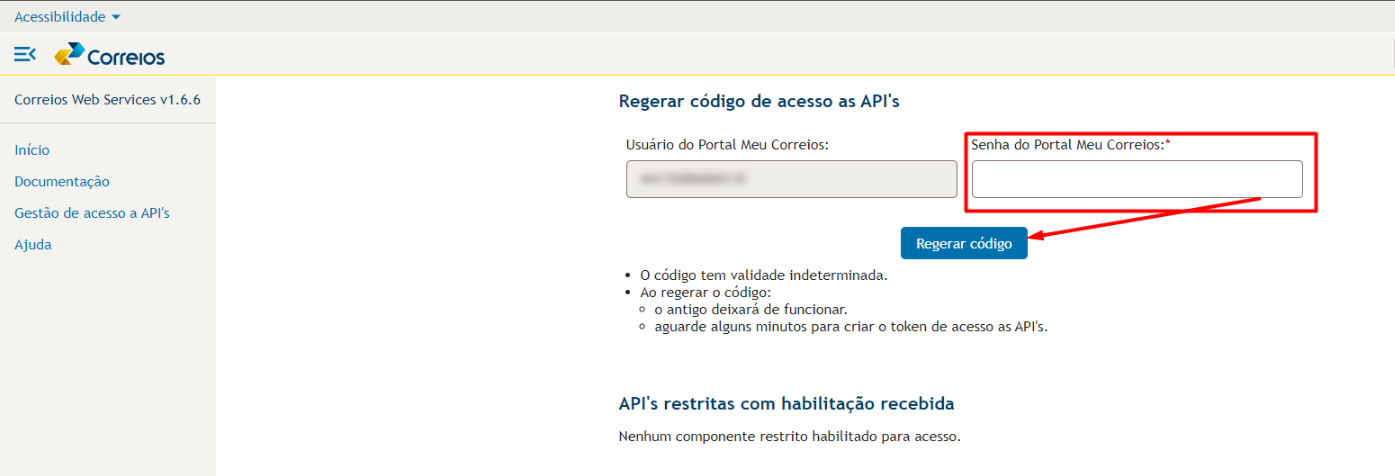 Acessibilidade
Correios
Correios Web Services v1.6.6
Início
Documentação
Gestão de acesso a API's
Ajuda
Regerar código de acesso as API's
Usuário do Portal Meu Correios:
Senha do Portal Meu Correios:*
Regerar código
• O código tem validade indeterminada.
• Ao regerar o código:
o antigo deixará de funcionar.
aguarde alguns minutos para criar o token de acesso as API's.
API's restritas com habilitação recebida
Nenhum componente restrito habilitado para acesso.